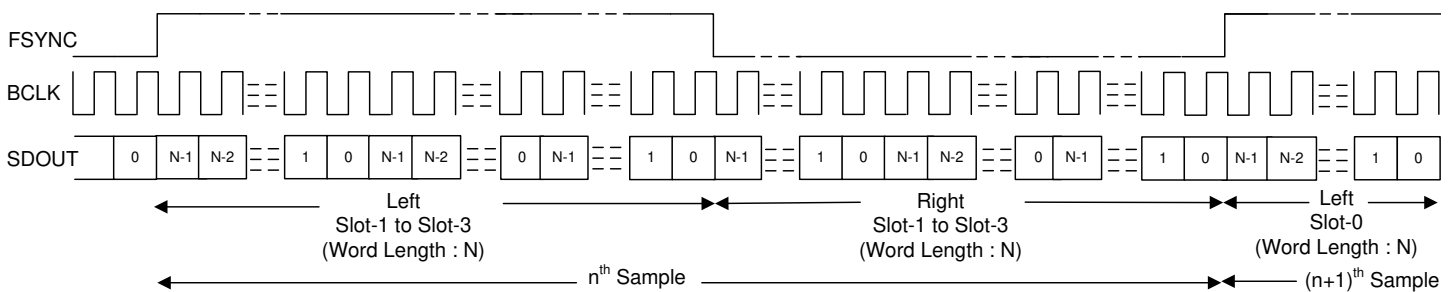 FSYNC
BCLK
SDOUT
0 N-1 N-2 1 0 N-1 N-2 0 N-1 1 0 N-1 1 0 N-1 N-2 0 N-1 1 0 N-1 N-2 1 0
Left
Slot-1 to Slot-3
(Word Length : N)
Right
Slot-1 to Slot-3
(Word Length : N)
Left
Slot-0
(Word Length : N)
nth Sample
(n+1)th Sample